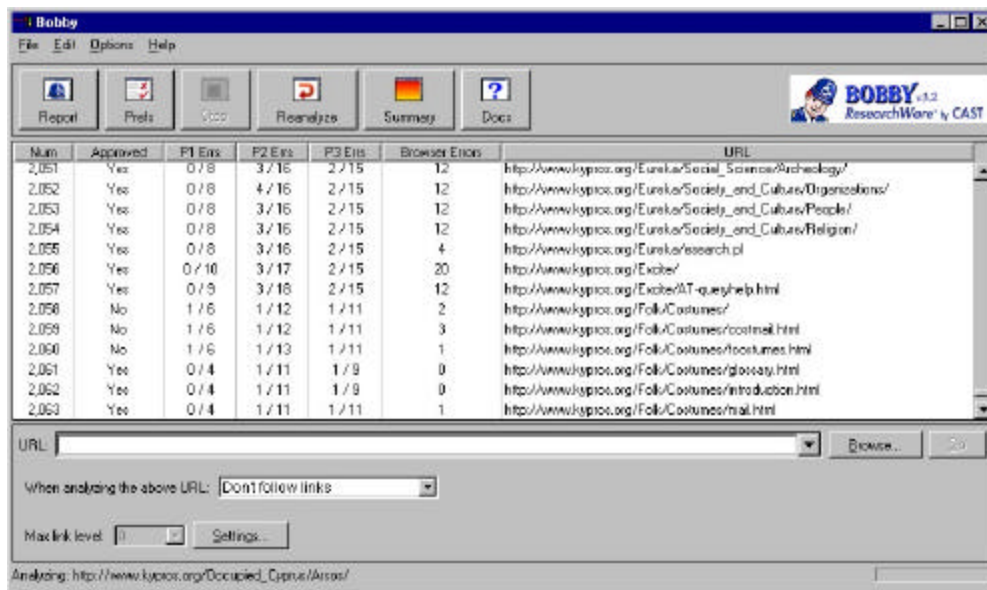 Bobby
File Edit Options Help
Report Prefs Stop Reanalyze Summary Docs
BOBBY v3.2
ResearchWare by CAST
Num Approved P1 Errs P2 Errs P3 Errs Browser Errors URL
2,051 Yes 0 / 8 3 / 16 2 / 15 12 http://www.kypros.org/Eureka/Social_Science/Archeology/
2,052 Yes 0 / 8 4 / 16 2 / 15 12 http://www.kypros.org/Eureka/Society_and_Culture/Organizations/
2,053 Yes 0 / 8 3 / 16 2 / 15 12 http://www.kypros.org/Eureka/Society_and_Culture/People/
2,054 Yes 0 / 8 3 / 16 2 / 15 12 http://www.kypros.org/Eureka/Society_and_Culture/Religion/
2,055 Yes 0 / 8 3 / 16 2 / 15 4 http://www.kypros.org/Eureka/esearch.pl
2,056 Yes 0 / 10 3 / 17 2 / 15 20 http://www.kypros.org/Excite/
2,057 Yes 0 / 9 3 / 18 2 / 15 12 http://www.kypros.org/Excite/AT-queryhelp.html
2,058 No 1 / 6 1 / 12 1 / 11 2 http://www.kypros.org/Folk/Costumes/
2,059 No 1 / 6 1 / 12 1 / 11 3 http://www.kypros.org/Folk/Costumes/costmail.html
2,060 No 1 / 6 1 / 13 1 / 11 1 http://www.kypros.org/Folk/Costumes/fcostumes.html
2,061 Yes 0 / 4 1 / 11 1 / 9 0 http://www.kypros.org/Folk/Costumes/glossary.html
2,062 Yes 0 / 4 1 / 11 1 / 9 0 http://www.kypros.org/Folk/Costumes/introduction.html
2,063 Yes 0 / 4 1 / 11 1 / 11 1 http://www.kypros.org/Folk/Costumes/mail.html
URL: Browse... Go
When analyzing the above URL: Don't follow links
Max link level: Settings...
Analyzing: http://www.kypros.org/Occupied_Cyprus/Assos/